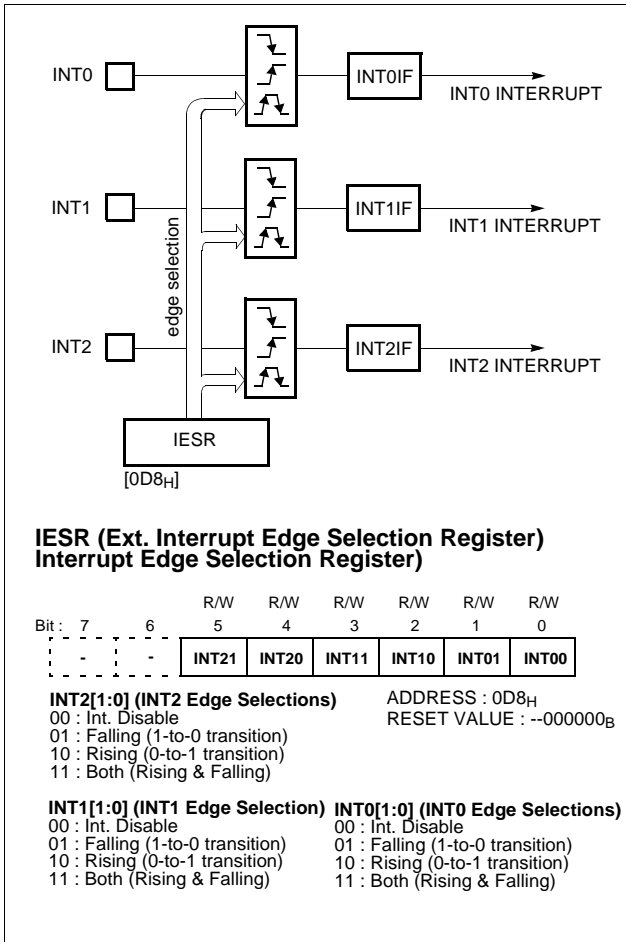 INT0
INT0IF
INT0 INTERRUPT
INT1
INT1IF
INT1 INTERRUPT
edge selection
INT2
INT2IF
INT2 INTERRUPT
IESR
[0D8H]
IESR (Ext. Interrupt Edge Selection Register)
Interrupt Edge Selection Register)
R/W R/W R/W R/W R/W R/W
Bit : 7 6 5 4 3 2 1 0
- - INT21 INT20 INT11 INT10 INT01 INT00
INT2[1:0] (INT2 Edge Selections)
00 : Int. Disable
01 : Falling (1-to-0 transition)
10 : Rising (0-to-1 transition)
11 : Both (Rising & Falling)
ADDRESS : 0D8H
RESET VALUE : --000000B
INT1[1:0] (INT1 Edge Selection)
00 : Int. Disable
01 : Falling (1-to-0 transition)
10 : Rising (0-to-1 transition)
11 : Both (Rising & Falling)
INT0[1:0] (INT0 Edge Selections)
00 : Int. Disable
01 : Falling (1-to-0 transition)
10 : Rising (0-to-1 transition)
11 : Both (Rising & Falling)